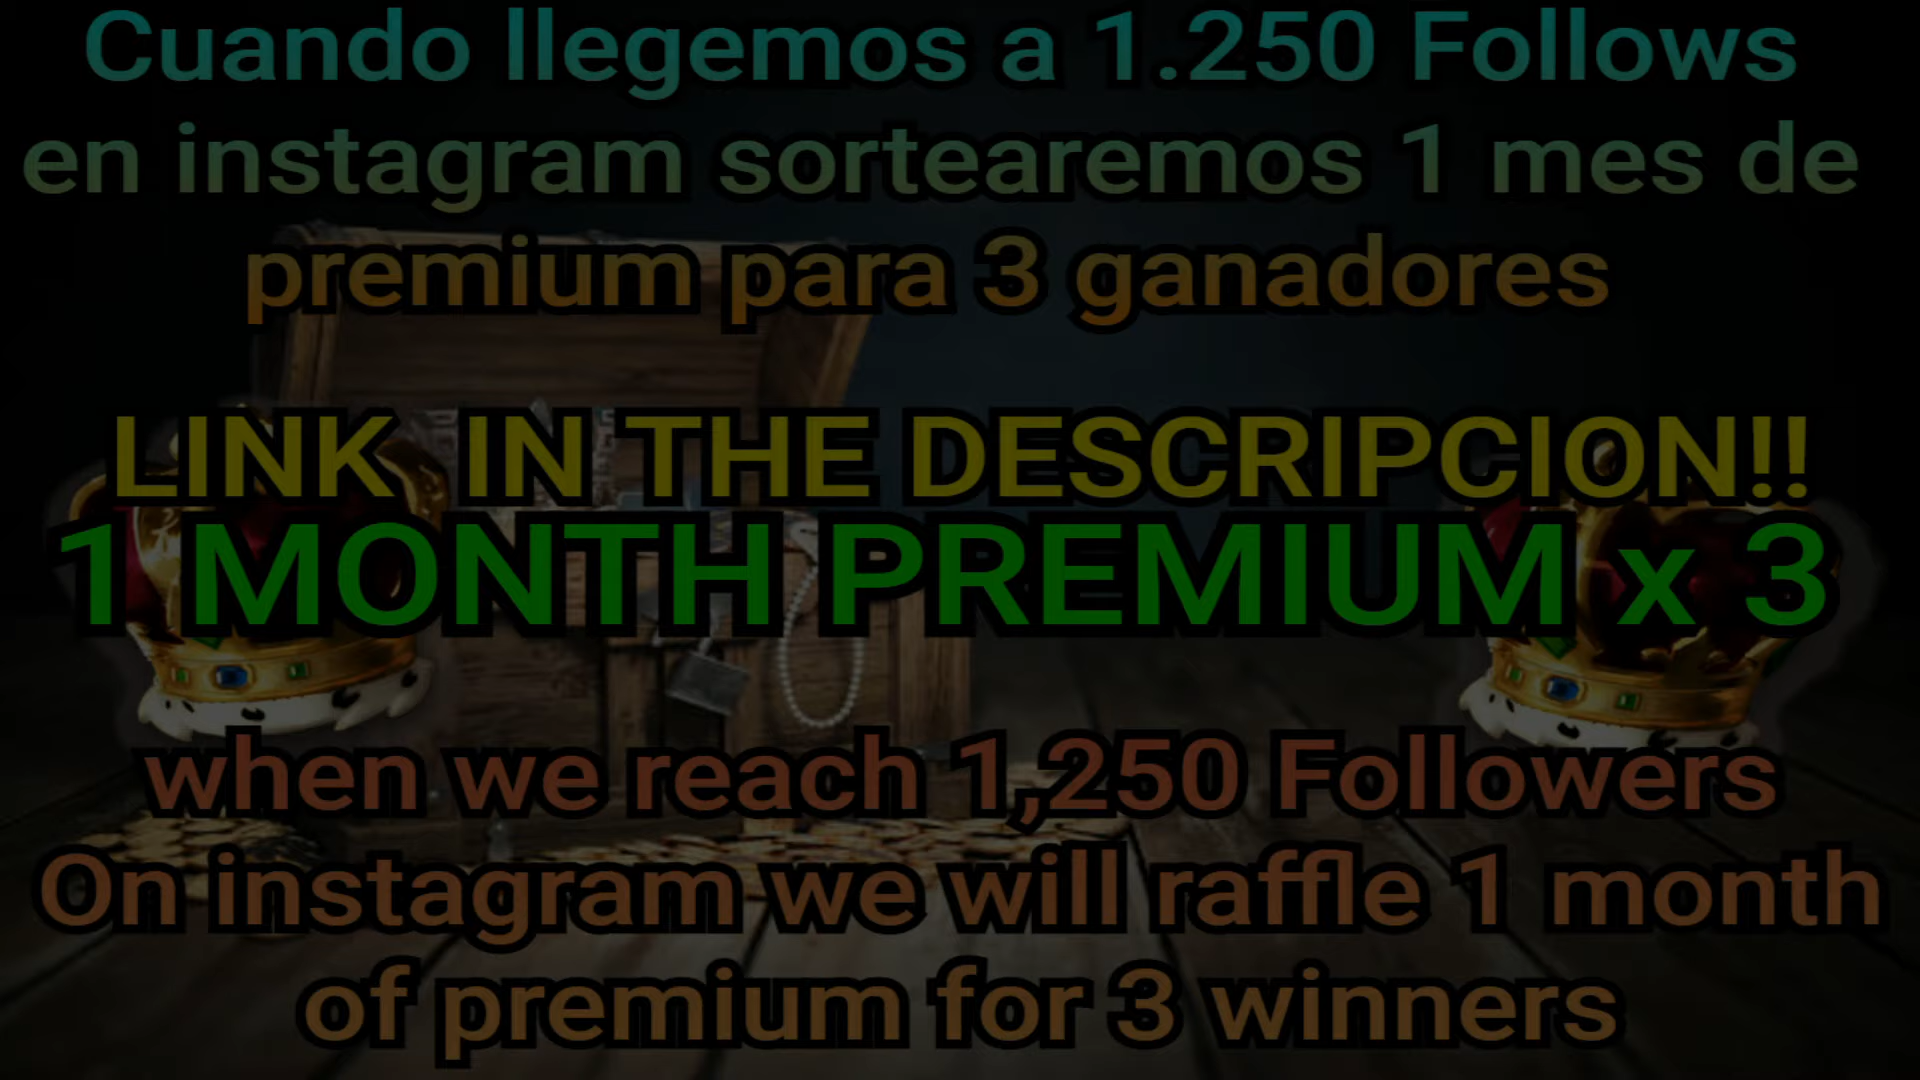 Cuando llegemos a 1.250 Follows
en instagram sortearemos 1 mes de
premium para 3 ganadores
LINK IN THE DESCRIPCION!!
1 MONTH PREMIUM x 3
when we reach 1,250 Followers
On instagram we will raffle 1 month
of premium for 3 winners